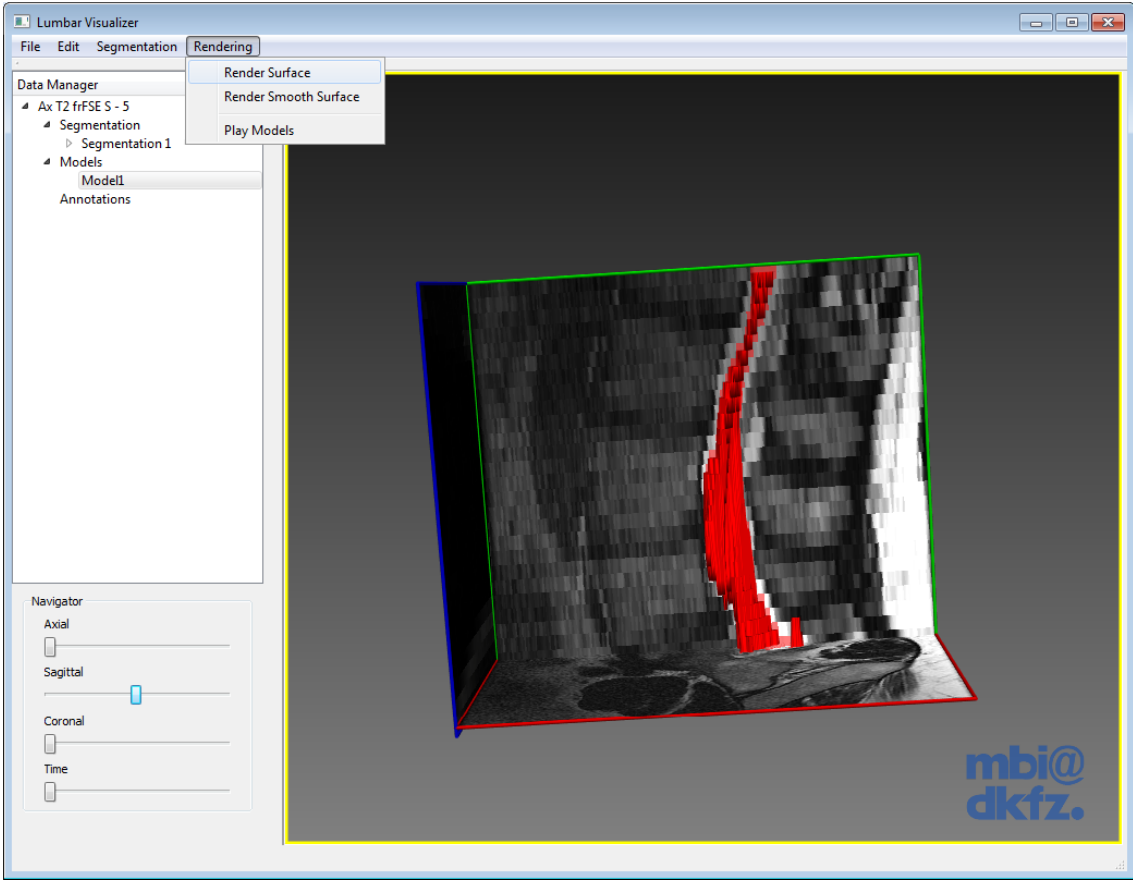 Lumbar Visualizer
File Edit Segmentation Rendering
Render Surface
Render Smooth Surface
Play Models
Data Manager
Ax T2 frFSE S - 5
Segmentation
Segmentation 1
Models
Model1
Annotations
Navigator
Axial
Sagittal
Coronal
Time
mbi@
dkfz.